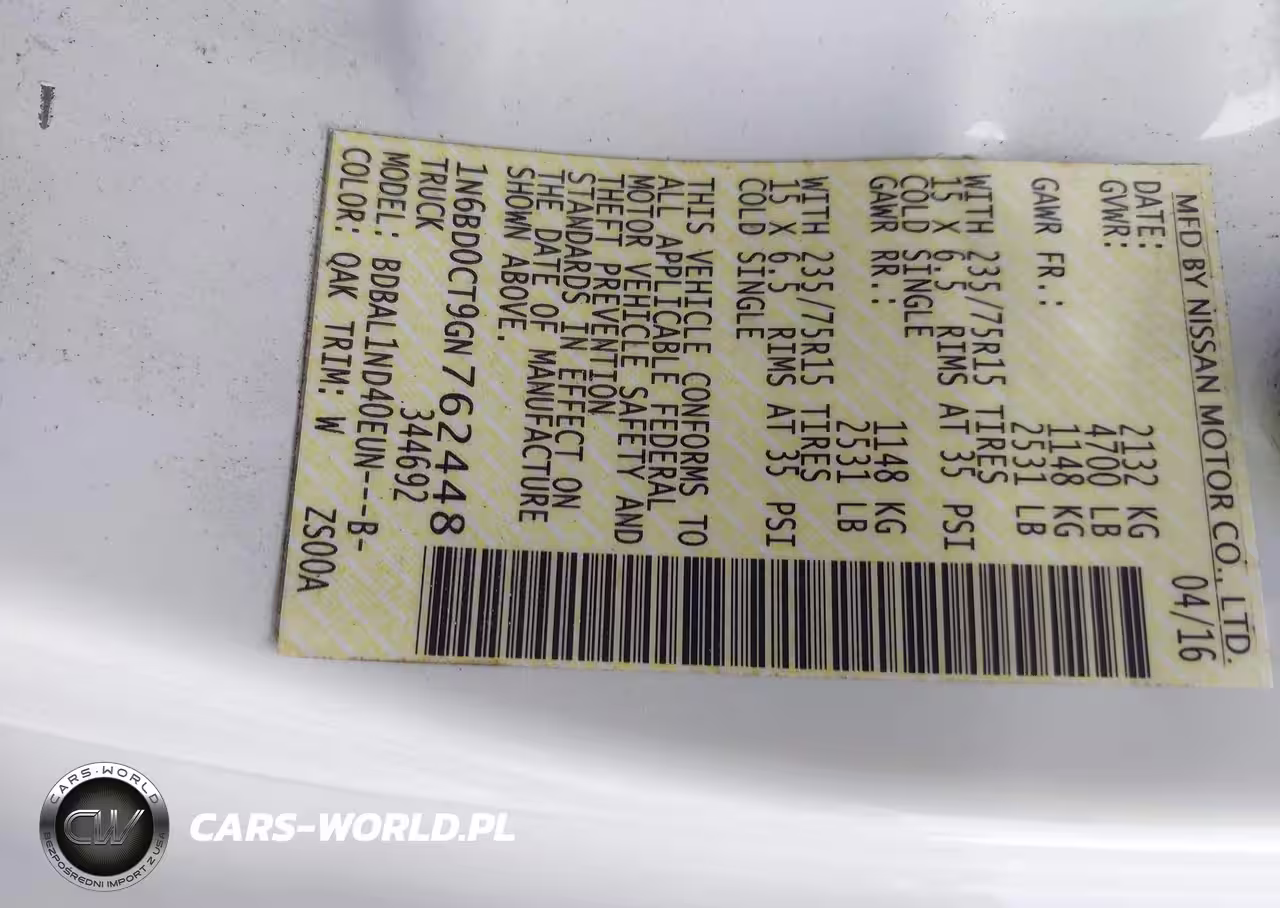 MFD BY NISSAN MOTOR CO., LTD.
DATE: 04/16
GVWR: 2132 KG
4700 LB
GAWR FR.: 1148 KG
2531 LB
WITH 235/75R15 TIRES
15 X 6.5 RIMS AT 35 PSI
COLD SINGLE
GAWR RR.: 1148 KG
2531 LB
WITH 235/75R15 TIRES
15 X 6.5 RIMS AT 35 PSI
COLD SINGLE
THIS VEHICLE CONFORMS TO
ALL APPLICABLE FEDERAL
MOTOR VEHICLE SAFETY AND
THEFT PREVENTION
STANDARDS IN EFFECT ON
THE DATE OF MANUFACTURE
SHOWN ABOVE.
1N6BD0CT9GN762448
TRUCK 344692
MODEL: BDBAL1ND40EUN---B-
COLOR: QAK TRIM: W ZS00A
CARS-WORLD
CW
BEZPOŚREDNI IMPORT Z USA
CARS-WORLD.PL